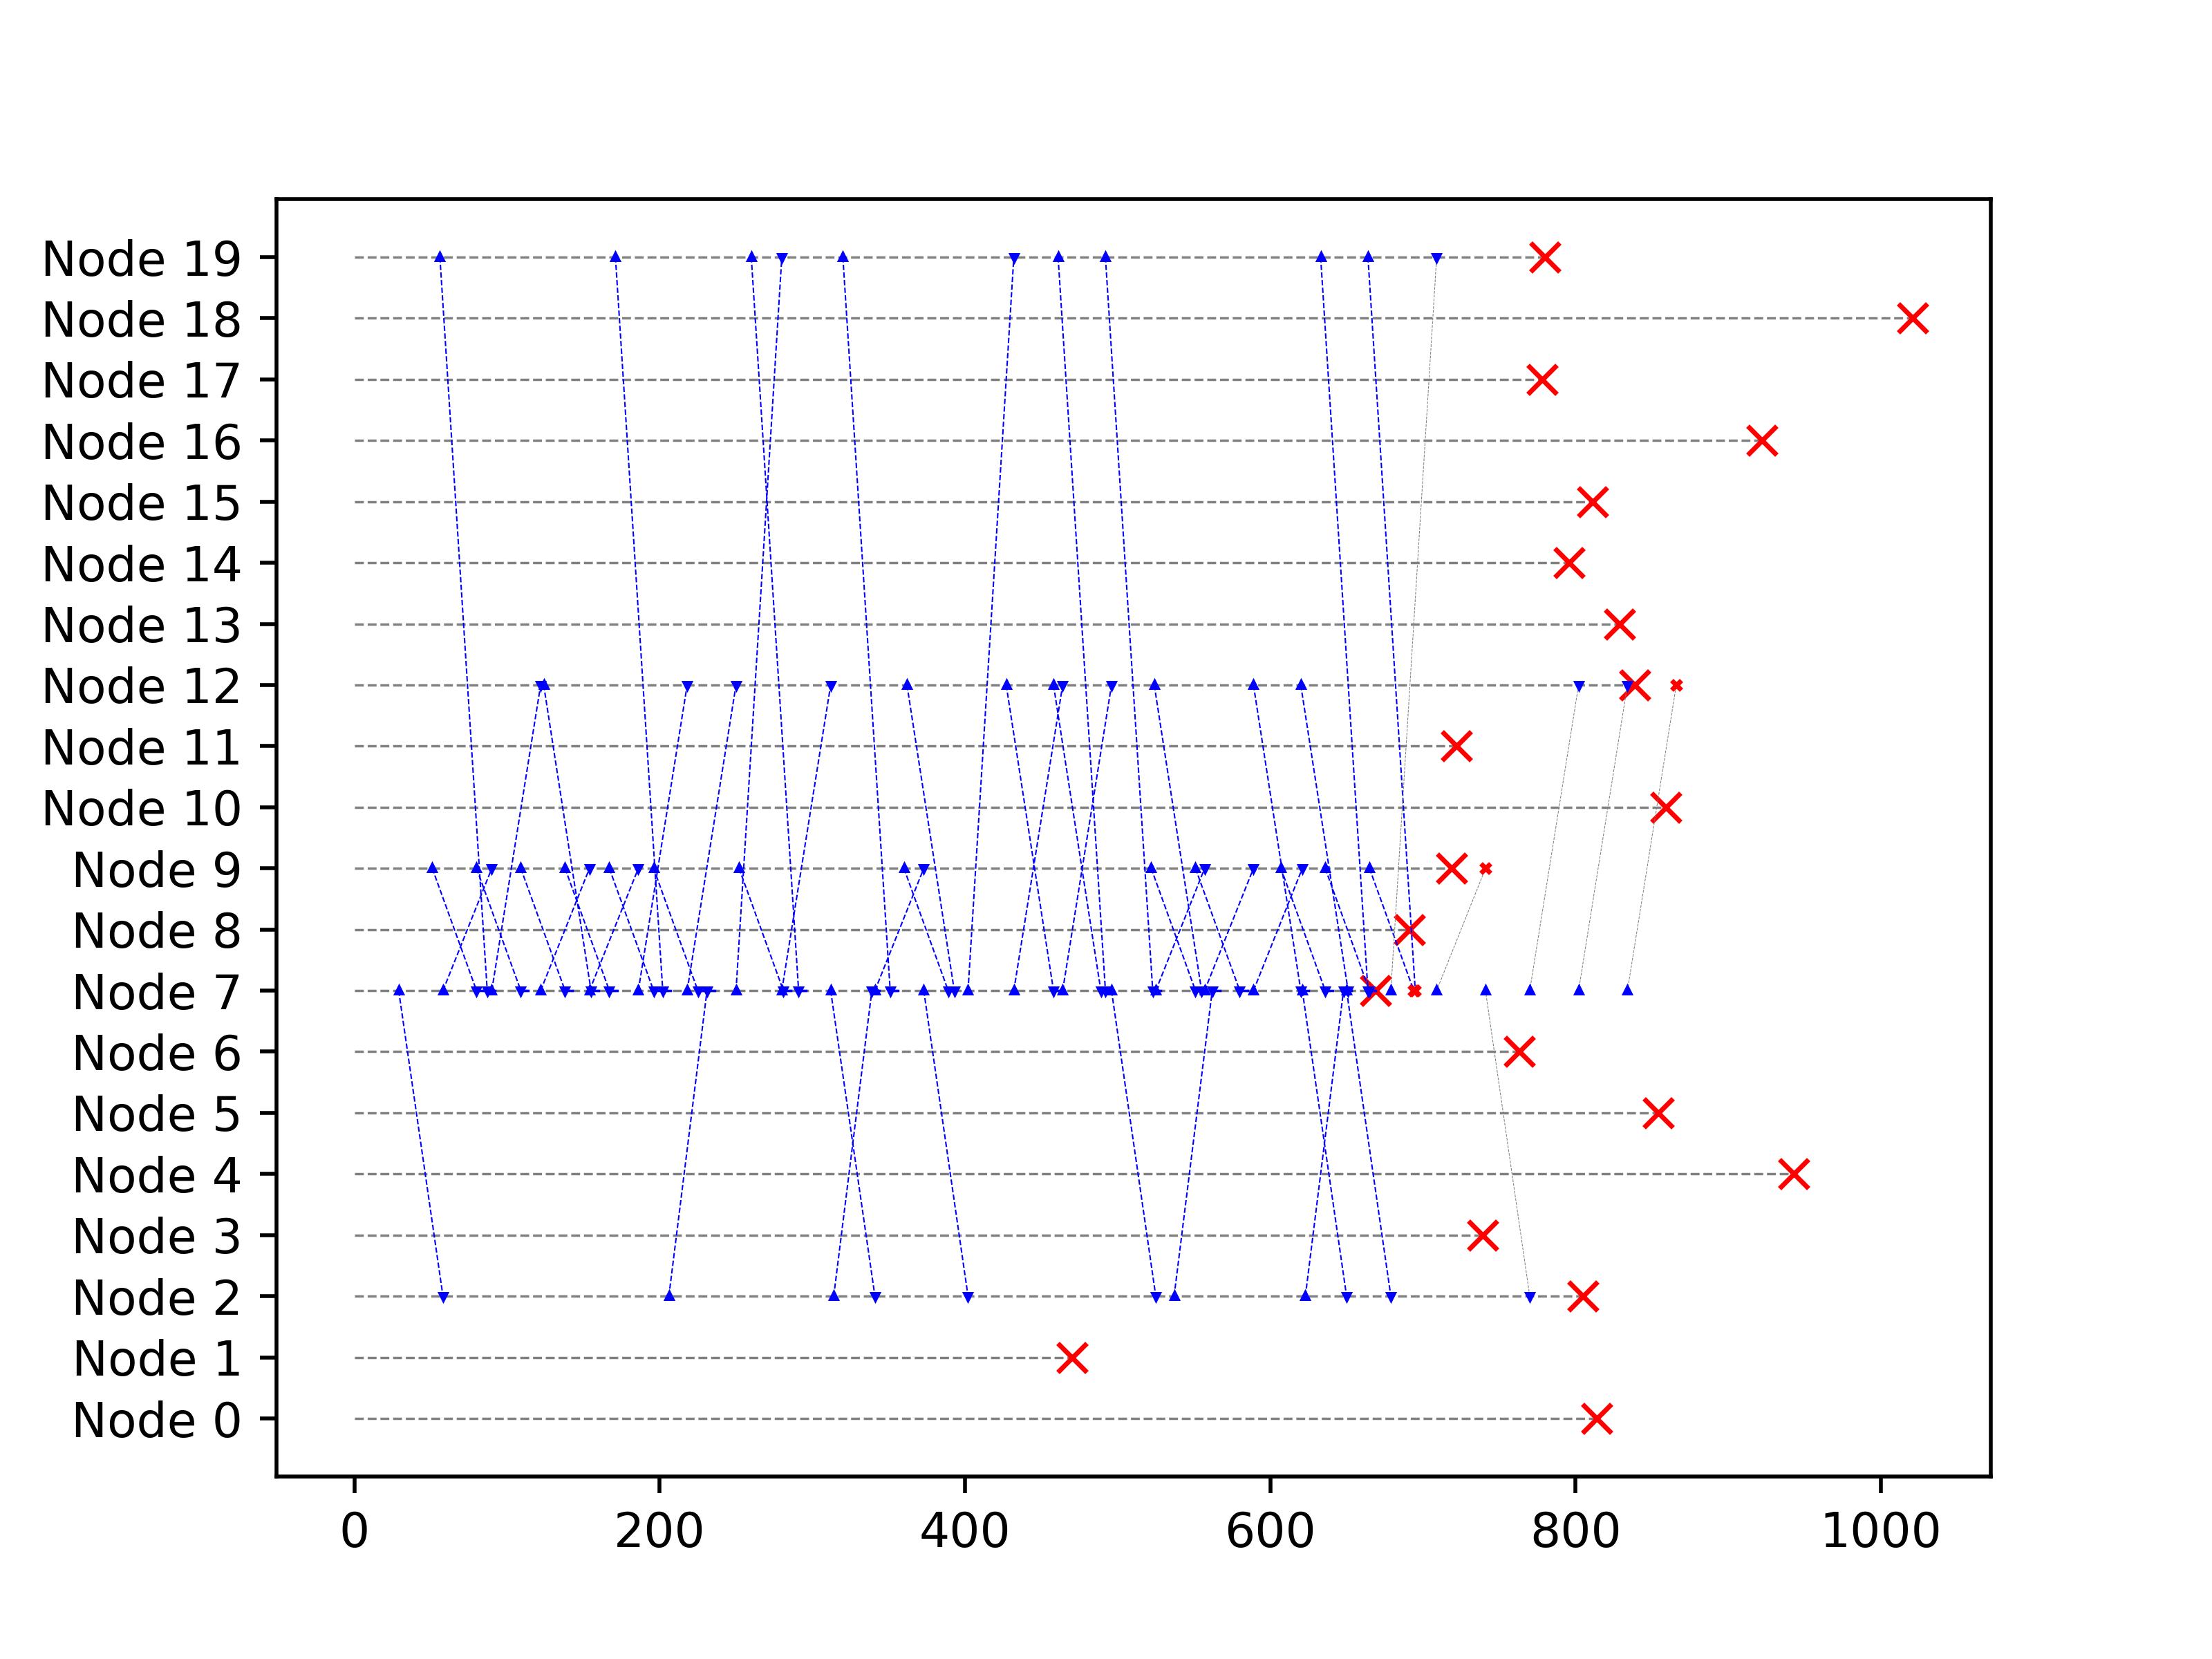 Node 19
Node 18
Node 17
Node 16
Node 15
Node 14
Node 13
Node 12
Node 11
Node 10
Node 9
Node 8
Node 7
Node 6
Node 5
Node 4
Node 3
Node 2
Node 1
Node 0
0 200 400 600 800 1000